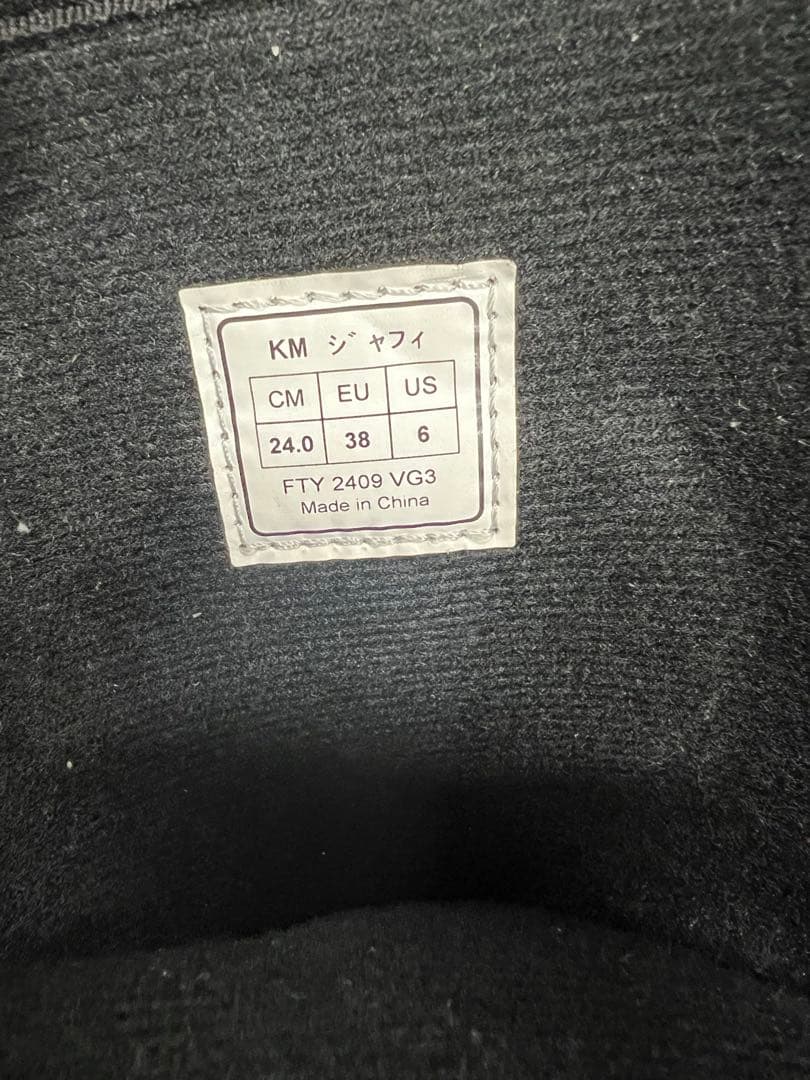 KM ジャフィ
CM EU US
24.0 38 6
FTY 2409 VG3
Made in China